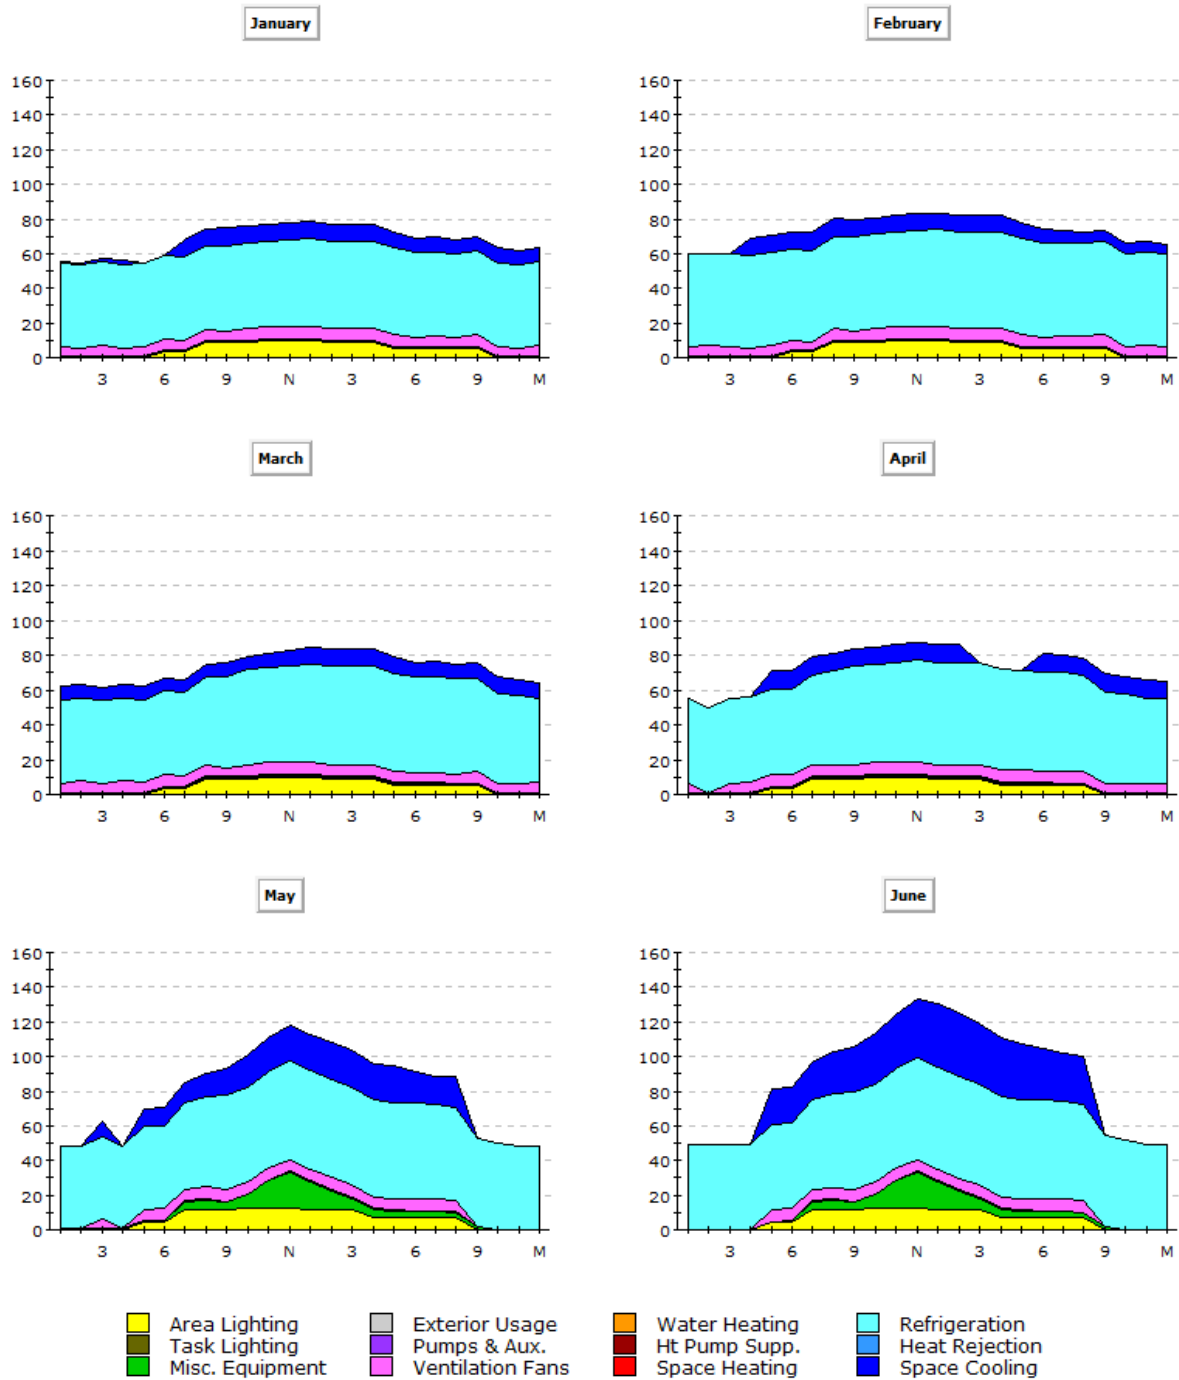 January
February
160
140
120
100
80
60
40
20
0
3 6 9 N 3 6 9 M
160
140
120
100
80
60
40
20
0
3 6 9 N 3 6 9 M
March
April
160
140
120
100
80
60
40
20
0
3 6 9 N 3 6 9 M
160
140
120
100
80
60
40
20
0
3 6 9 N 3 6 9 M
May
June
160
140
120
100
80
60
40
20
0
3 6 9 N 3 6 9 M
160
140
120
100
80
60
40
20
0
3 6 9 N 3 6 9 M
Area Lighting
Task Lighting
Misc. Equipment
Exterior Usage
Pumps & Aux.
Ventilation Fans
Water Heating
Ht Pump Supp.
Space Heating
Refrigeration
Heat Rejection
Space Cooling